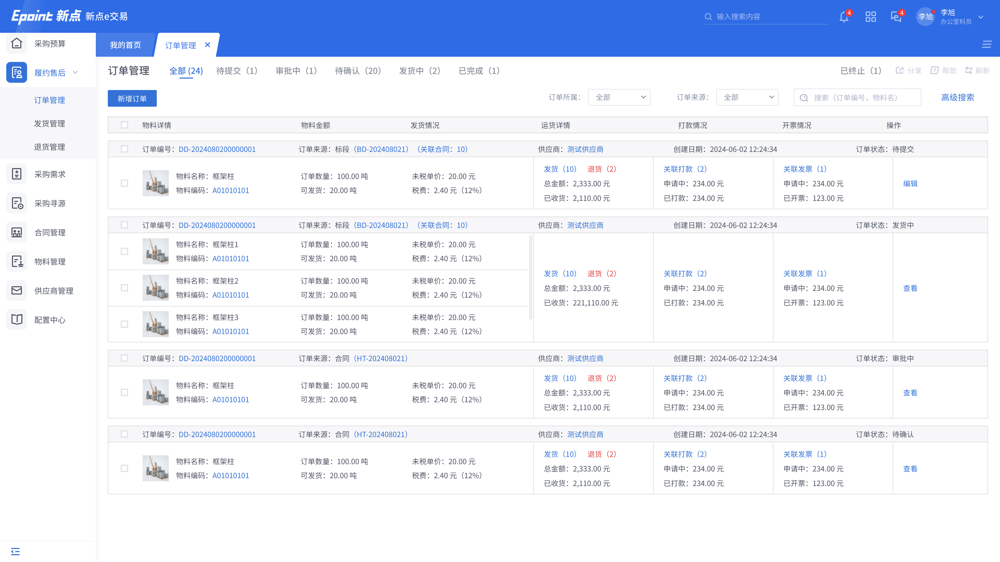 Epoint 新点 新点e交易
输入搜索内容
4
4
李旭
李旭
办公室科员
采购预算
履约售后
订单管理
发货管理
退货管理
采购需求
采购寻源
合同管理
物料管理
供应商管理
配置中心
我的首页 订单管理
订单管理 全部 (24) 待提交（1） 审批中（1） 待确认（20） 发货中（2） 已完成（1） 已终止（1） 分享 帮助 刷新
新增订单 订单所属： 全部 订单来源： 全部 搜索（订单编号，物料名） 高级搜索
物料详情 物料金额 发货情况 运货详情 打款情况 开票情况 操作
订单编号：DD-2024080200000001 订单来源：标段（BD-202408021）（关联合同：10） 供应商：测试供应商 创建日期：2024-06-02 12:24:34 订单状态：待提交
物料名称：框架柱 订单数量：100.00 吨 未税单价：20.00 元
物料编码：A01010101 可发货：20.00 吨 税费：2.40 元（12%）
发货（10） 退货（2） 关联打款（2） 关联发票（1）
总金额：2,333.00 元 申请中：234.00 元 申请中：234.00 元 编辑
已收货：2,110.00 元 已打款：234.00 元 已开票：123.00 元
订单编号：DD-2024080200000001 订单来源：标段（BD-202408021）（关联合同：10） 供应商：测试供应商 创建日期：2024-06-02 12:24:34 订单状态：发货中
物料名称：框架柱1 订单数量：100.00 吨 未税单价：20.00 元
物料编码：A01010101 可发货：20.00 吨 税费：2.40 元（12%）
物料名称：框架柱2 订单数量：100.00 吨 未税单价：20.00 元
物料编码：A01010101 可发货：20.00 吨 税费：2.40 元（12%）
物料名称：框架柱3 订单数量：100.00 吨 未税单价：20.00 元
物料编码：A01010101 可发货：20.00 吨 税费：2.40 元（12%）
发货（10） 退货（2） 关联打款（2） 关联发票（1）
总金额：2,333.00 元 申请中：234.00 元 申请中：234.00 元 查看
已收货：221,110.00 元 已打款：234.00 元 已开票：123.00 元
订单编号：DD-2024080200000001 订单来源：合同（HT-202408021） 供应商：测试供应商 创建日期：2024-06-02 12:24:34 订单状态：审批中
物料名称：框架柱 订单数量：100.00 吨 未税单价：20.00 元
物料编码：A01010101 可发货：20.00 吨 税费：2.40 元（12%）
发货（10） 退货（2） 关联打款（2） 关联发票（1）
总金额：2,333.00 元 申请中：234.00 元 申请中：234.00 元 查看
已收货：2,110.00 元 已打款：234.00 元 已开票：123.00 元
订单编号：DD-2024080200000001 订单来源：合同（HT-202408021） 供应商：测试供应商 创建日期：2024-06-02 12:24:34 订单状态：待确认
物料名称：框架柱 订单数量：100.00 吨 未税单价：20.00 元
物料编码：A01010101 可发货：20.00 吨 税费：2.40 元（12%）
发货（10） 退货（2） 关联打款（2） 关联发票（1）
总金额：2,333.00 元 申请中：234.00 元 申请中：234.00 元 查看
已收货：2,110.00 元 已打款：234.00 元 已开票：123.00 元